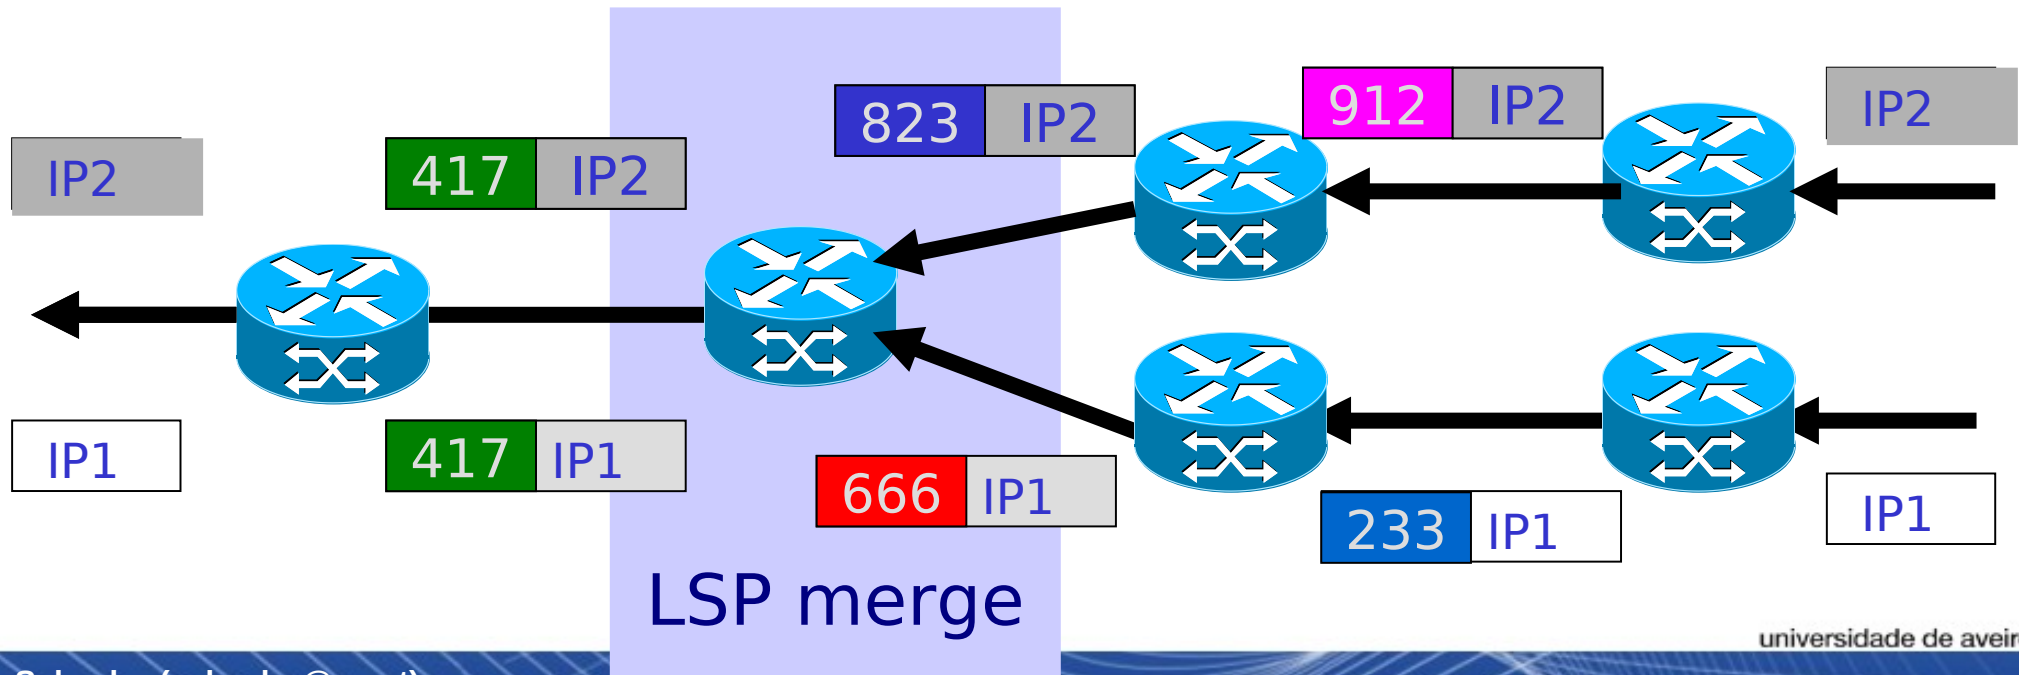 912 IP2
IP2
823 IP2
IP2
417 IP2
IP1
417 IP1
666 IP1
233 IP1
IP1
LSP merge
universidade de aveir